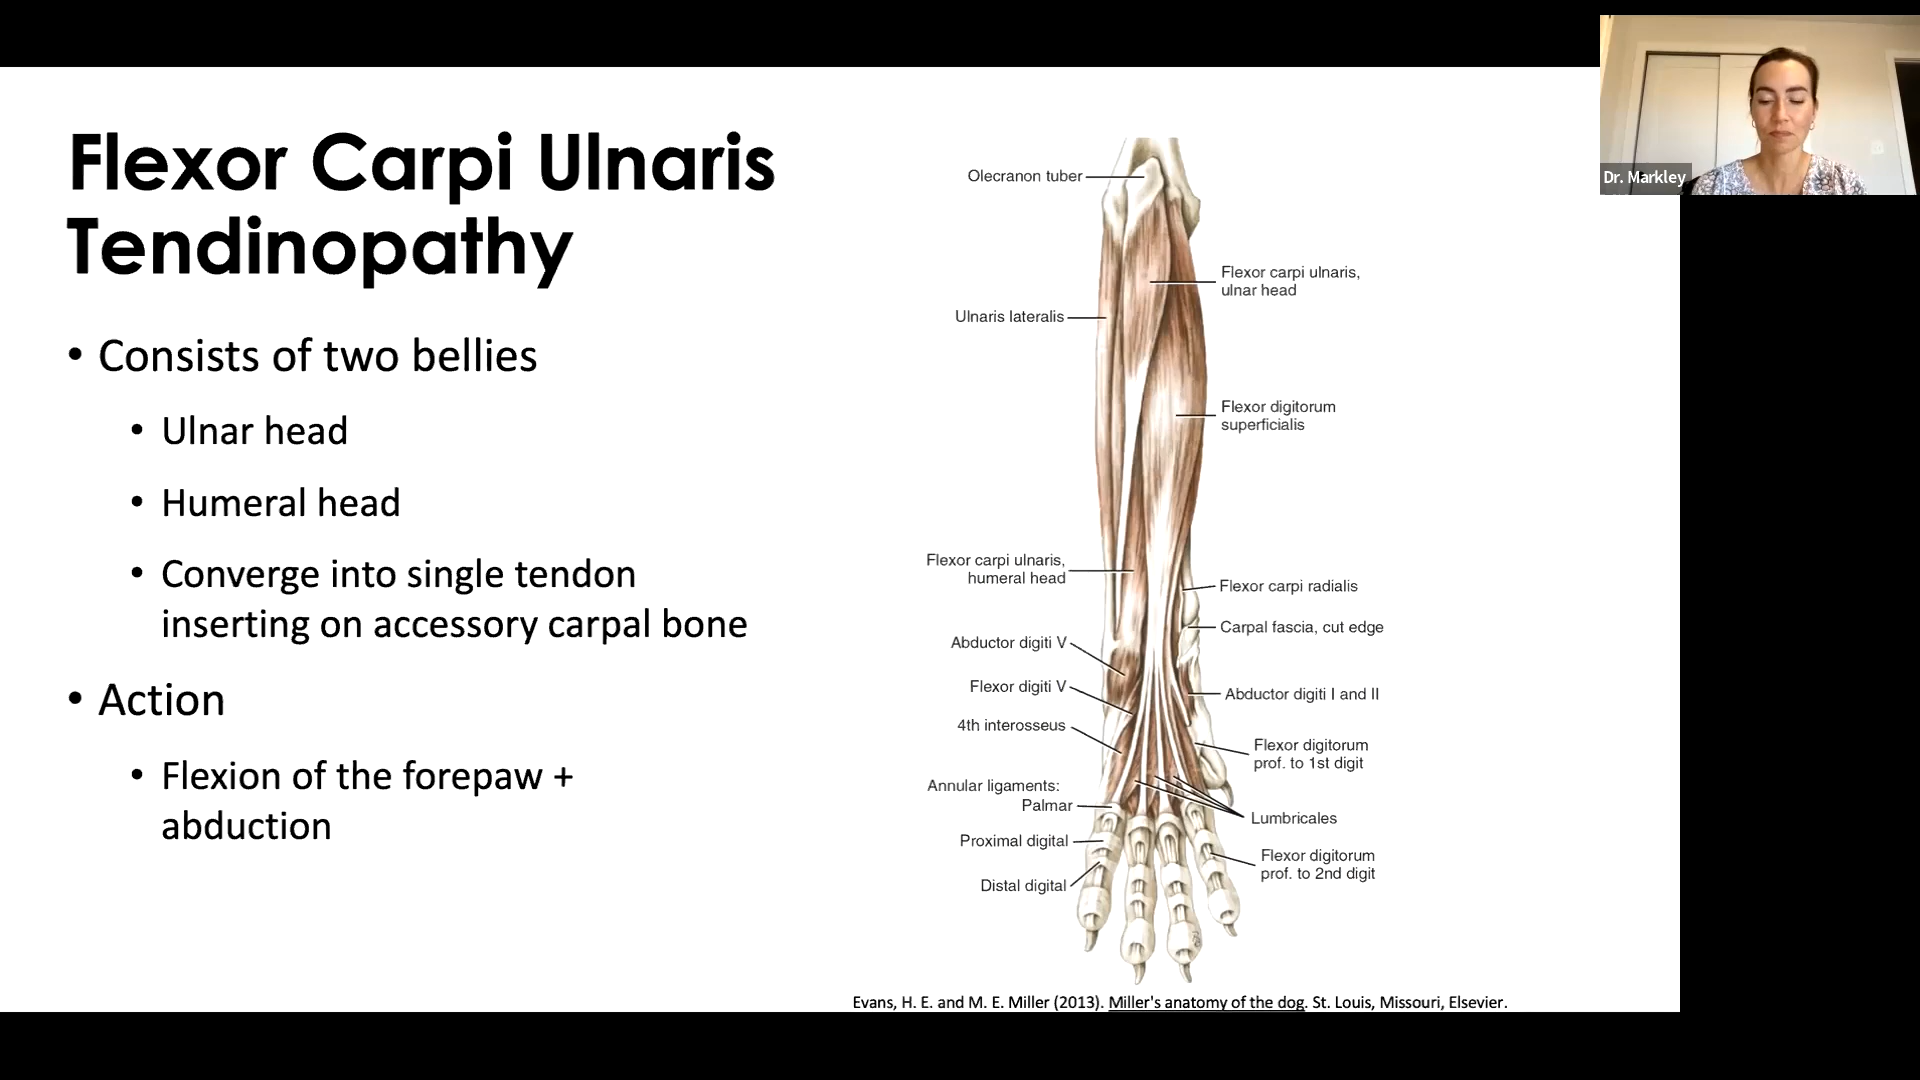 Flexor Carpi Ulnaris
Tendinopathy
• Consists of two bellies
• Ulnar head
• Humeral head
• Converge into single tendon
inserting on accessory carpal bone
• Action
• Flexion of the forepaw +
abduction
Olecranon tuber
Flexor carpi ulnaris,
ulnar head
Ulnaris lateralis
Flexor digitorum
superficialis
Flexor carpi ulnaris,
humeral head
Flexor carpi radialis
Carpal fascia, cut edge
Abductor digiti V
Flexor digiti V
Abductor digiti I and II
4th interosseus
Flexor digitorum
prof. to 1st digit
Annular ligaments:
Palmar
Lumbricales
Proximal digital
Flexor digitorum
prof. to 2nd digit
Distal digital
Evans, H. E. and M. E. Miller (2013). Miller's anatomy of the dog. St. Louis, Missouri, Elsevier.
Dr. Markley